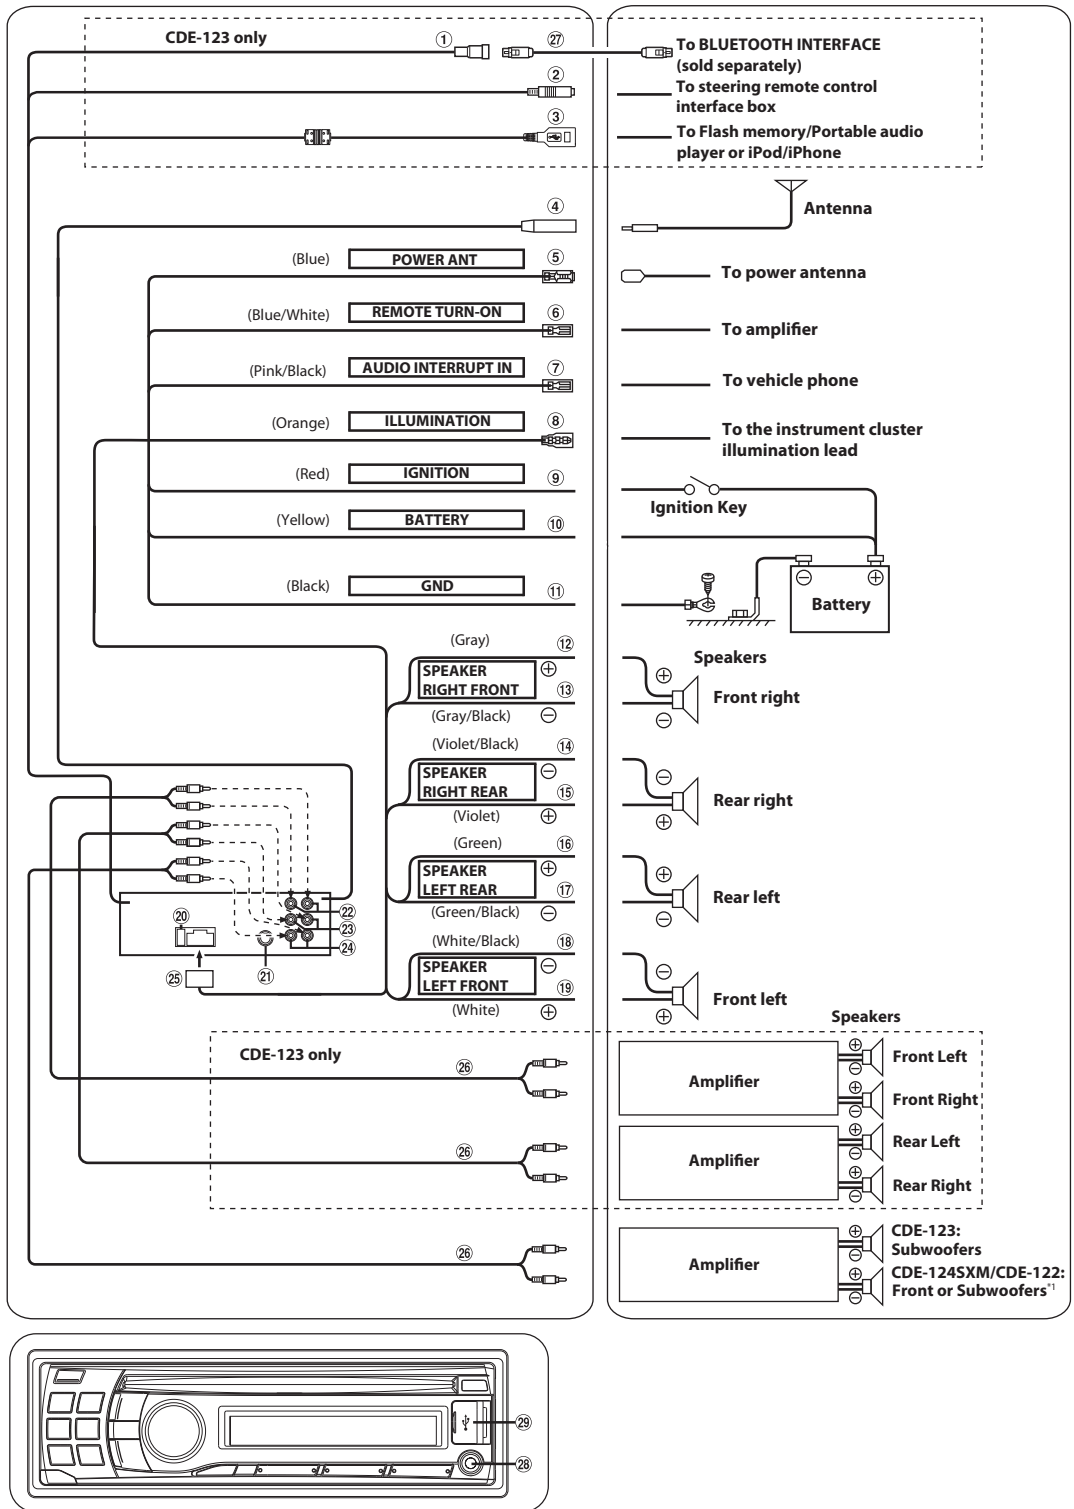 CDE-123 only
①
㉗
To BLUETOOTH INTERFACE
(sold separately)
②
To steering remote control
interface box
③
To Flash memory/Portable audio
player or iPod/iPhone
④
Antenna
(Blue) POWER ANT ⑤
To power antenna
(Blue/White) REMOTE TURN-ON ⑥
To amplifier
(Pink/Black) AUDIO INTERRUPT IN ⑦
To vehicle phone
(Orange) ILLUMINATION ⑧
To the instrument cluster
illumination lead
(Red) IGNITION ⑨
Ignition Key
(Yellow) BATTERY ⑩
(Black) GND ⑪
⊖ ⊕
Battery
(Gray) ⑫
Speakers
SPEAKER ⊕
RIGHT FRONT ⑬
(Gray/Black) ⊖
⊕
Front right
⊖
(Violet/Black) ⑭
SPEAKER ⊖
RIGHT REAR ⑮
(Violet) ⊕
⊖
Rear right
⊕
(Green) ⑯
SPEAKER ⊕
LEFT REAR ⑰
(Green/Black) ⊖
⊕
Rear left
⊖
(White/Black) ⑱
SPEAKER ⊖
LEFT FRONT ⑲
(White) ⊕
⊖
Front left
⊕
⑳
㉑
㉒
㉓
㉔
㉕
Speakers
CDE-123 only
㉖
Amplifier
⊕ Front Left
⊖
⊕ Front Right
⊖
㉖
Amplifier
⊕ Rear Left
⊖
⊕ Rear Right
⊖
㉖
Amplifier
⊕ CDE-123:
⊖ Subwoofers
⊕ CDE-124SXM/CDE-122:
⊖ Front or Subwoofers*1
㉙
㉘